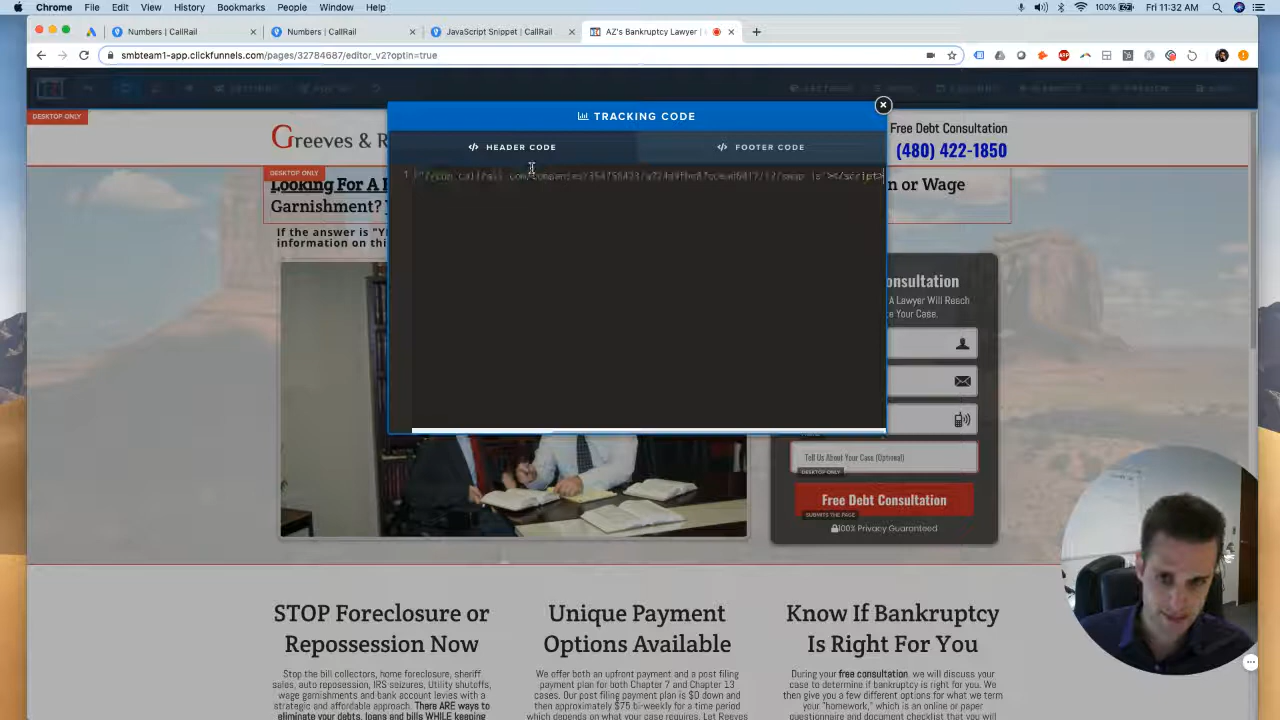 Chrome File Edit View History Bookmarks People Window Help
100% Fri 11:32 AM
Numbers | CallRail
Numbers | CallRail
JavaScript Snippet | CallRail
AZ's Bankruptcy Lawyer |
smbteam1-app.clickfunnels.com/pages/32784687/editor_v2?optin=true
DESKTOP ONLY
Greeves & R
Free Debt Consultation
(480) 422-1850
TRACKING CODE
HEADER CODE
FOOTER CODE
1
></script>
DESKTOP ONLY
Looking For A
n or Wage
Garnishment?
If the answer is "Y
information on thi
onsultation
A Lawyer Will Reach
e Your Case.
Tell Us About Your Case (Optional)
DESKTOP ONLY
Free Debt Consultation
SUBMITS THE PAGE
100% Privacy Guaranteed
STOP Foreclosure or
Repossession Now
Stop the bill collectors, home foreclosure, sheriff
sales, auto repossession, IRS seizures, Utility shutoffs,
wage garnishments and bank account levies with a
strategic and affordable approach. There ARE ways to
eliminate your debts, loans and bills WHILE keeping
Unique Payment
Options Available
We offer both an upfront payment and a post filing
payment plan for both Chapter 7 and Chapter 13
cases. Our post filing payment plan is $0 down and
then approximately $75 bi-weekly for a time period
which depends on what your case requires. Let Reeves
Know If Bankruptcy
Is Right For You
During your free consultation, we will discuss your
case to determine if bankruptcy is right for you. We
then give you a few different options for what we term
your "homework," which is an online or paper
questionnaire and document checklist that you will